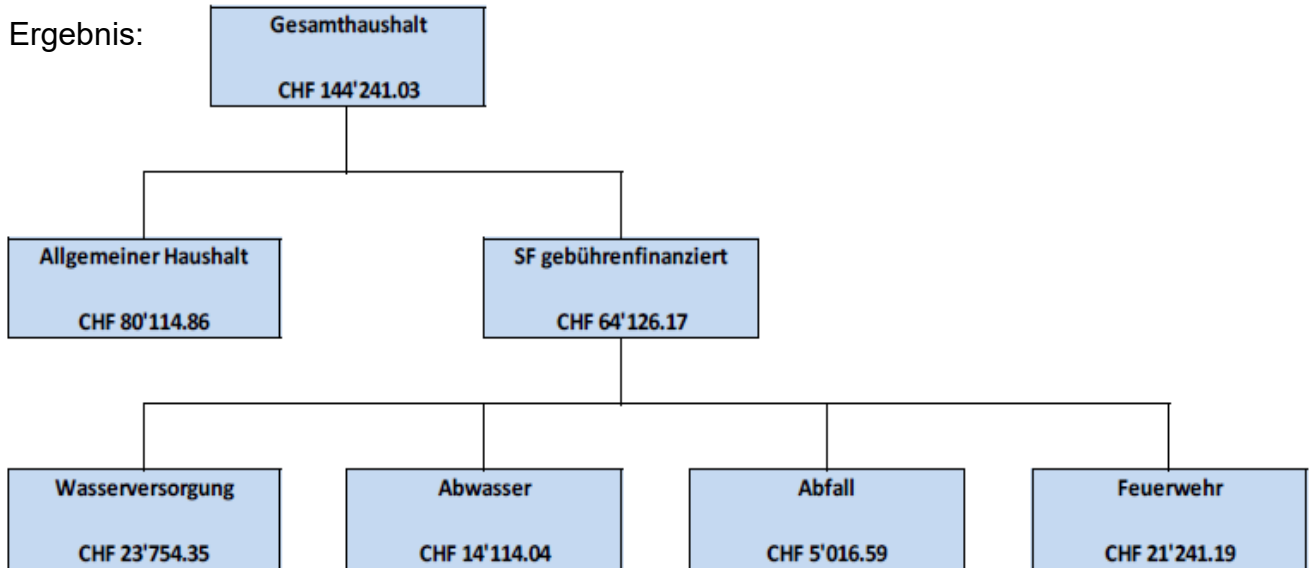 Ergebnis:
Gesamthaushalt
CHF 144'241.03
Allgemeiner Haushalt
CHF 80'114.86
SF gebührenfinanziert
CHF 64'126.17
Wasserversorgung
CHF 23'754.35
Abwasser
CHF 14'114.04
Abfall
CHF 5'016.59
Feuerwehr
CHF 21'241.19